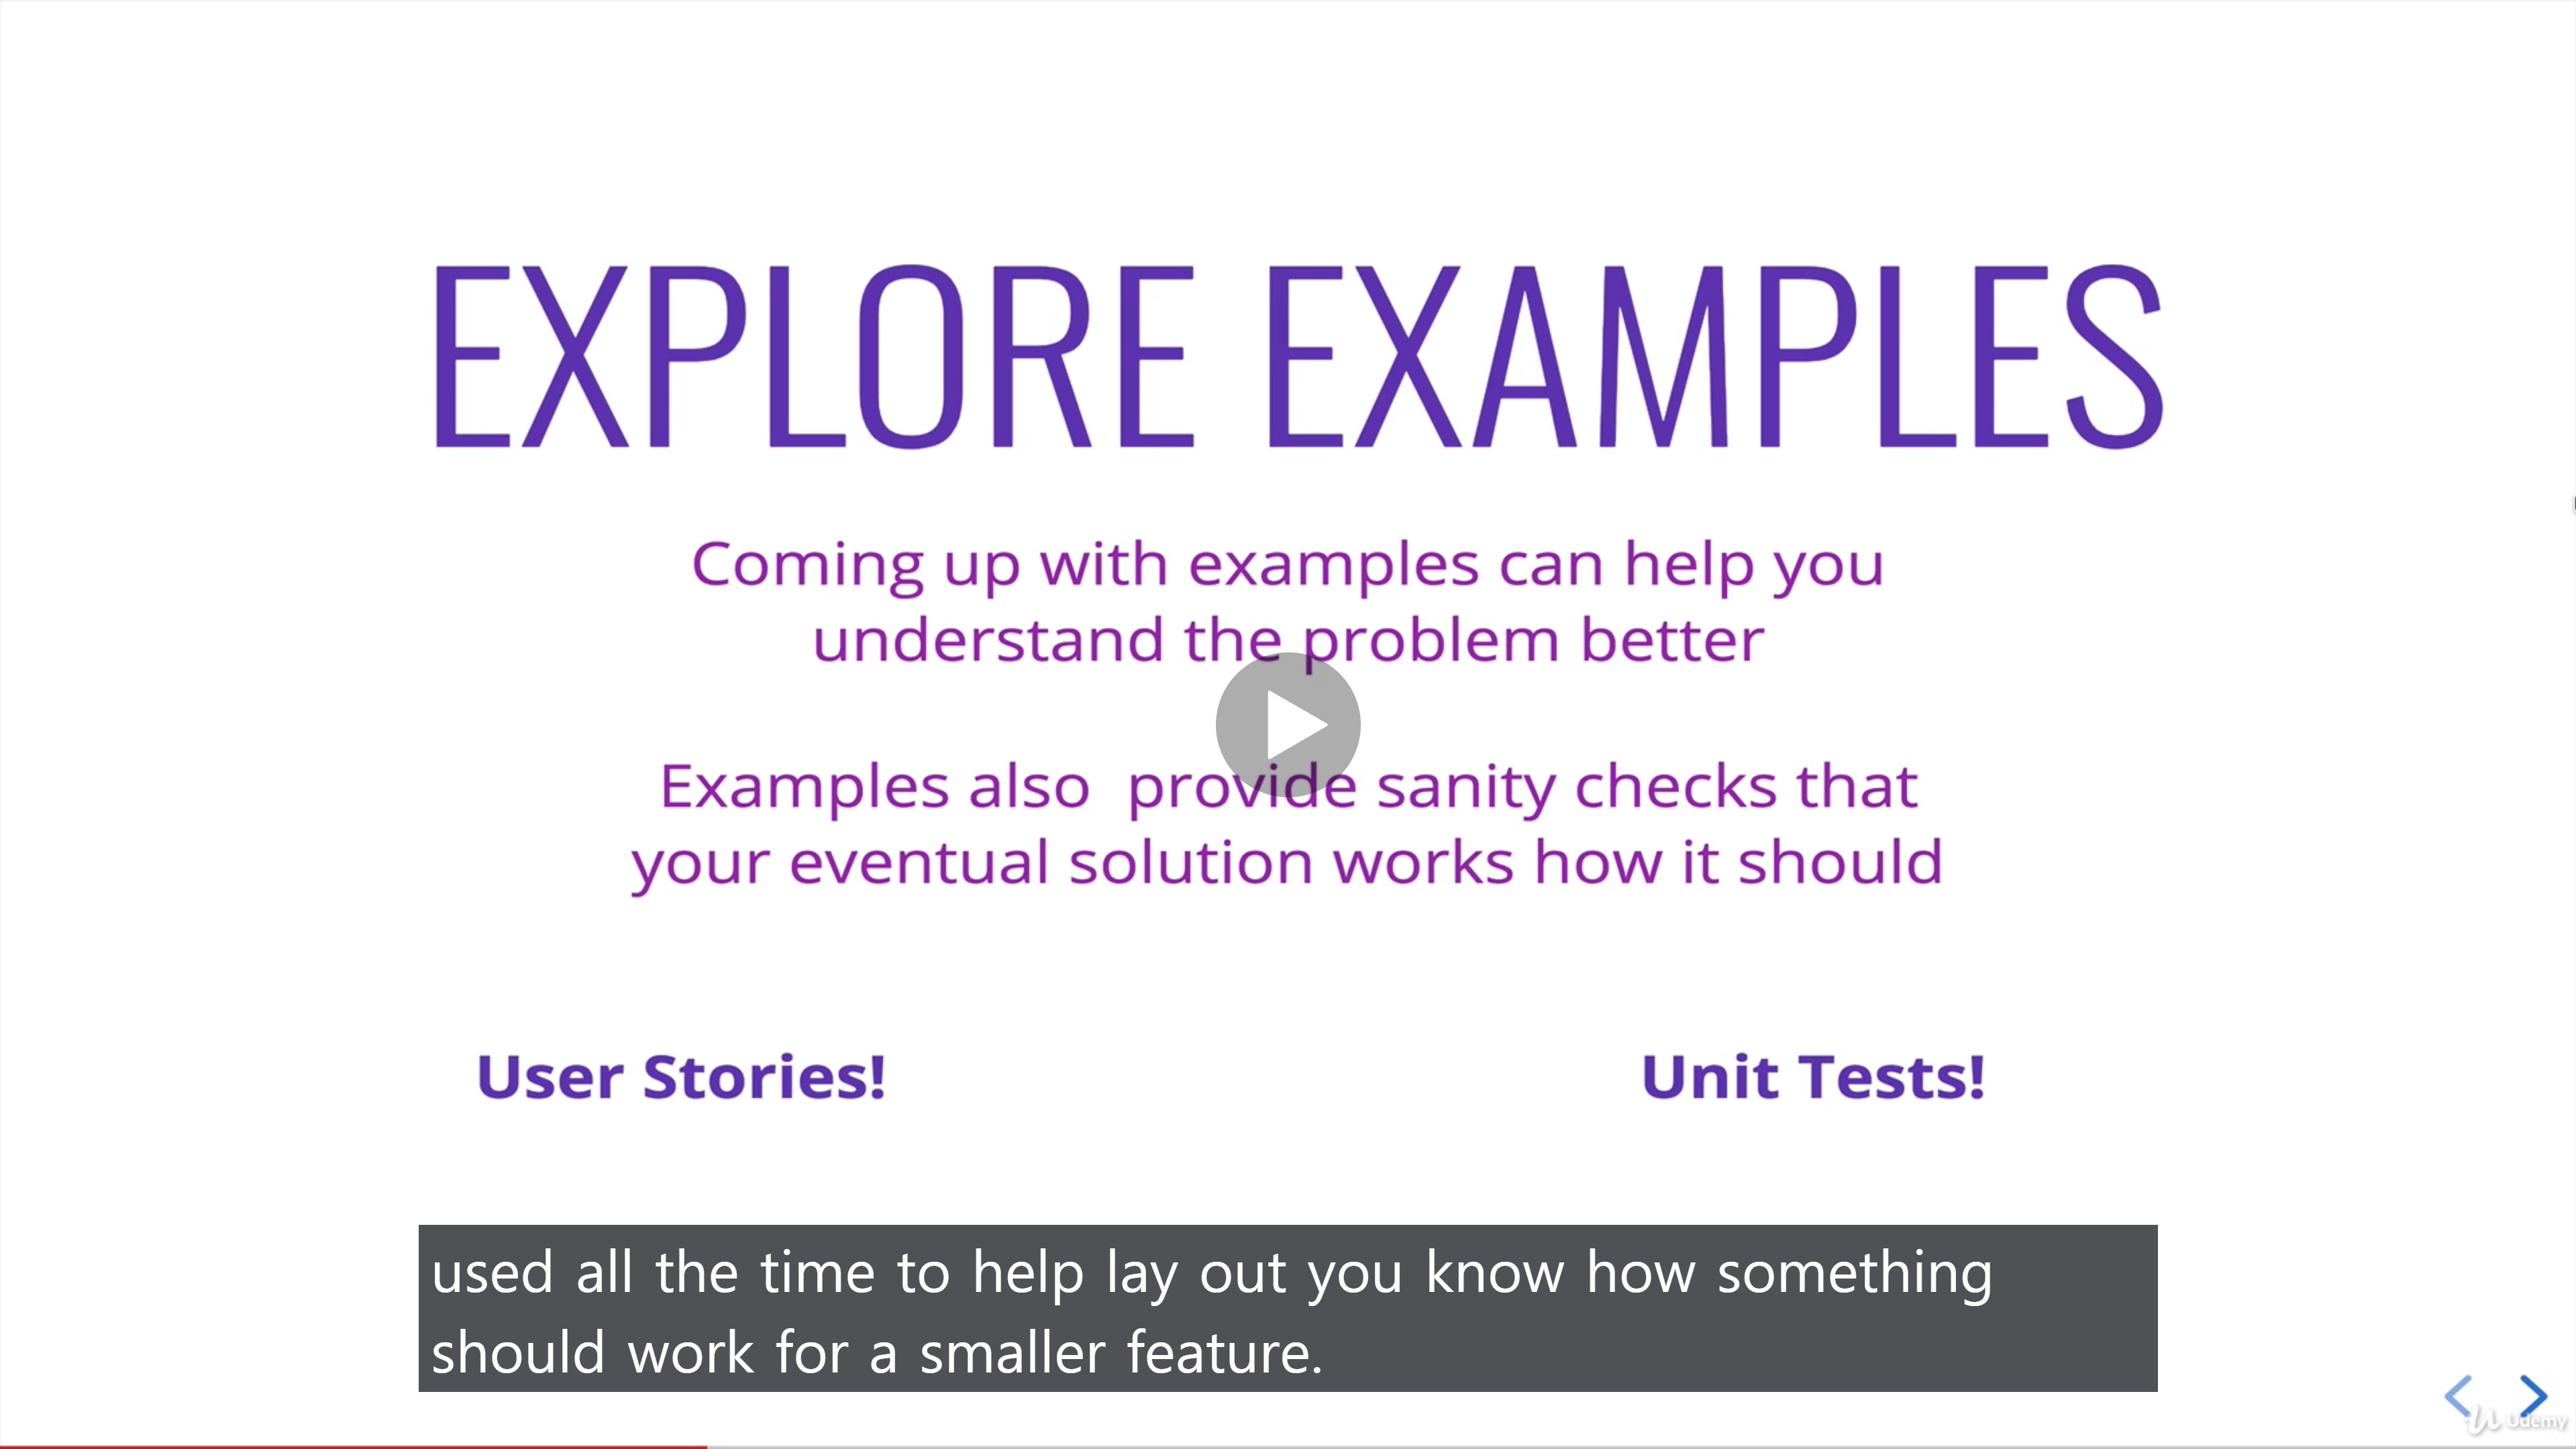 EXPLORE EXAMPLES
Coming up with examples can help you
understand the problem better
Examples also  provide sanity checks that
your eventual solution works how it should
User Stories!
Unit Tests!
used all the time to help lay out you know how something
should work for a smaller feature.
Udemy